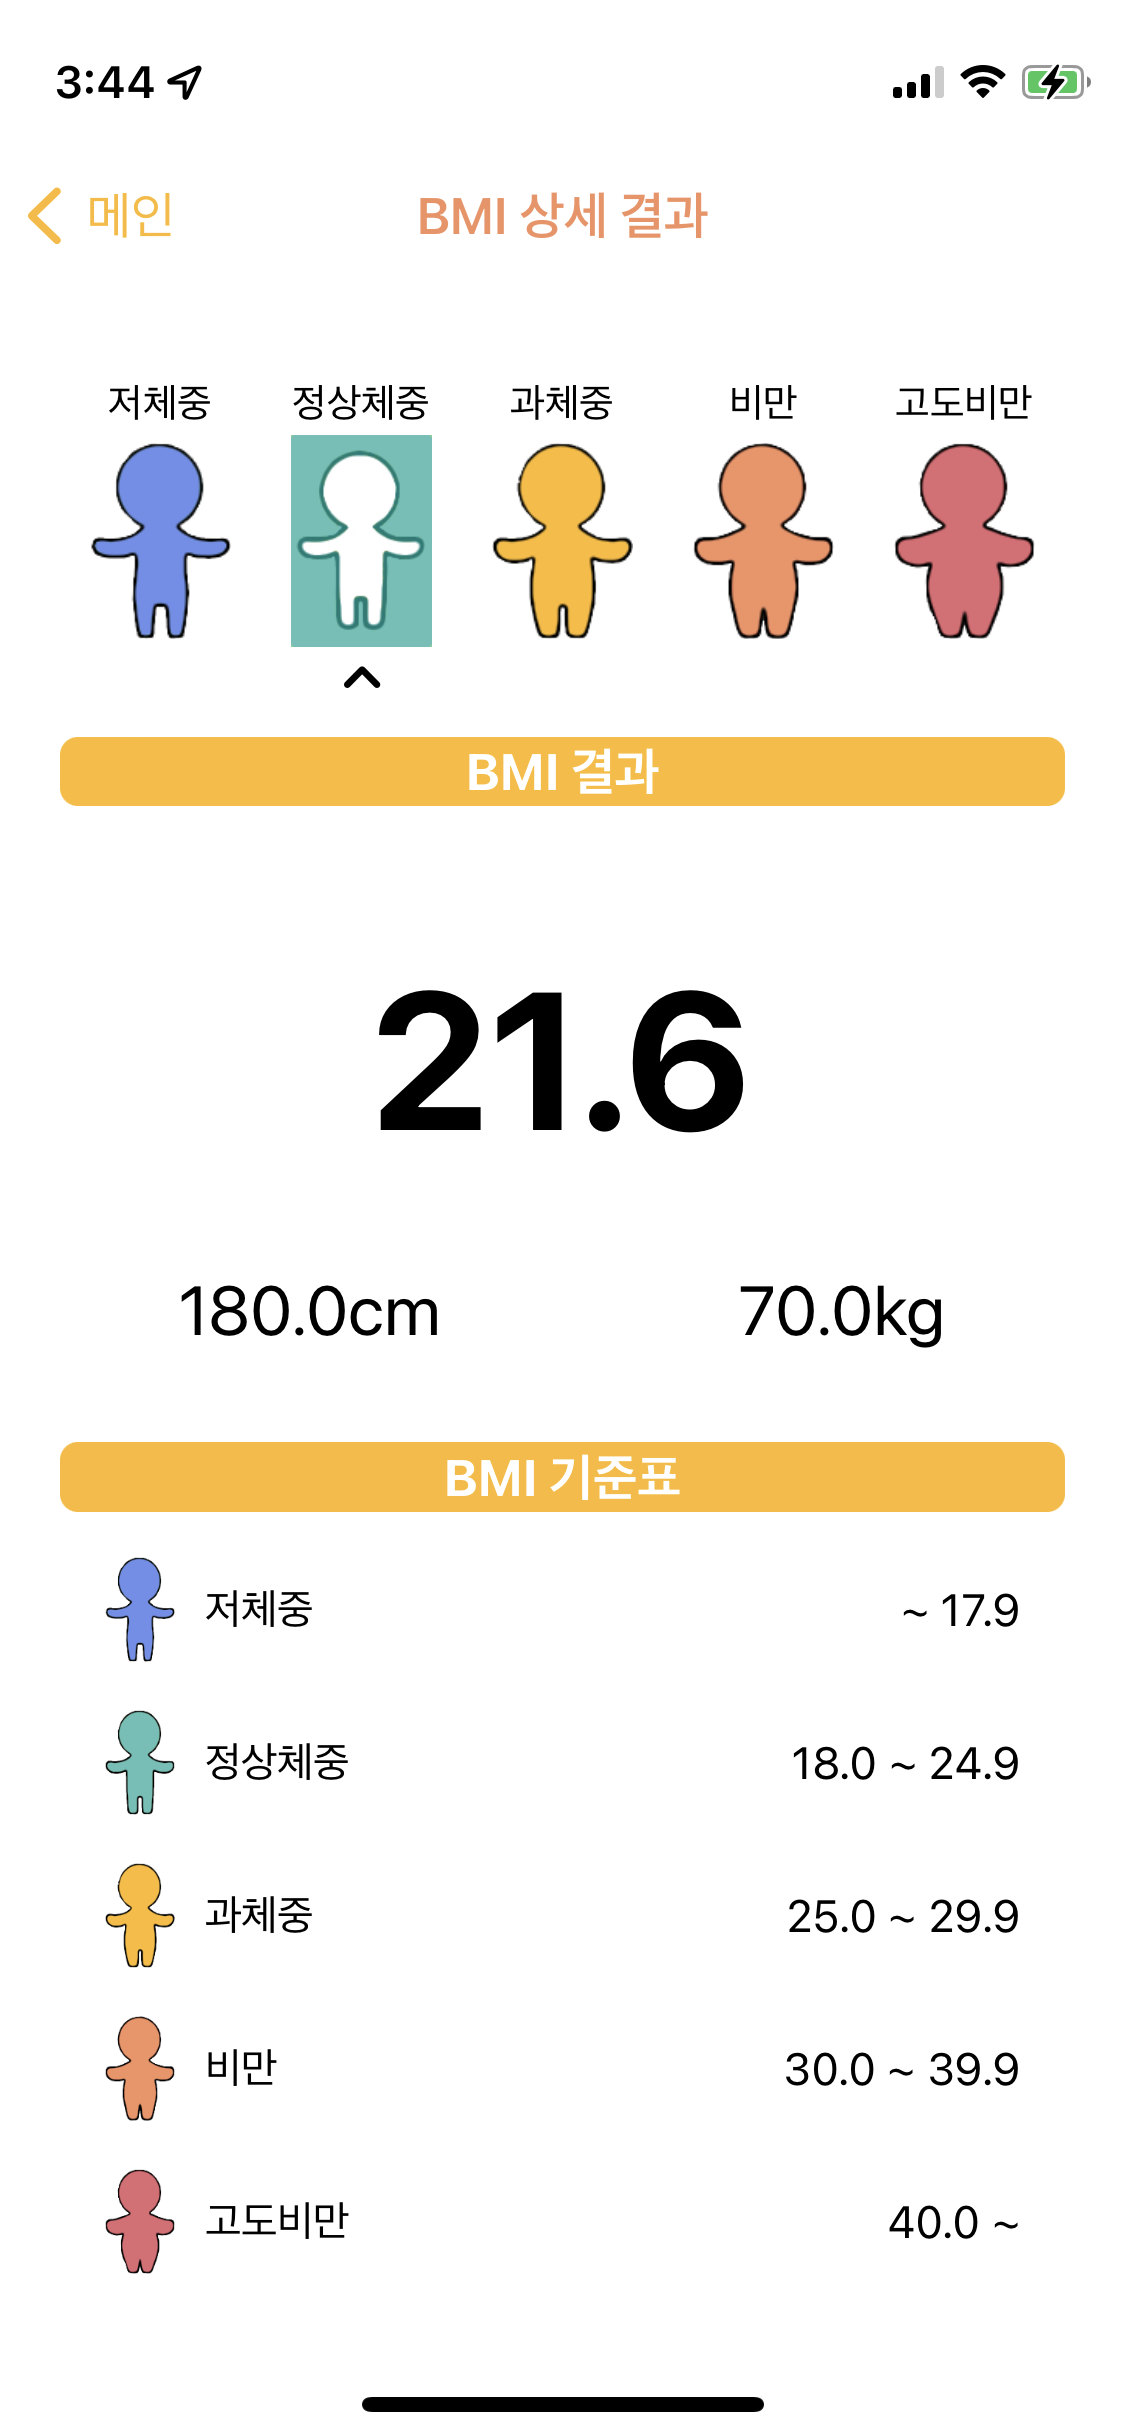 3:44
메인
BMI 상세 결과
저체중 정상체중 과체중 비만 고도비만
BMI 결과
21.6
180.0cm 70.0kg
BMI 기준표
저체중 ~ 17.9
정상체중 18.0 ~ 24.9
과체중 25.0 ~ 29.9
비만 30.0 ~ 39.9
고도비만 40.0 ~